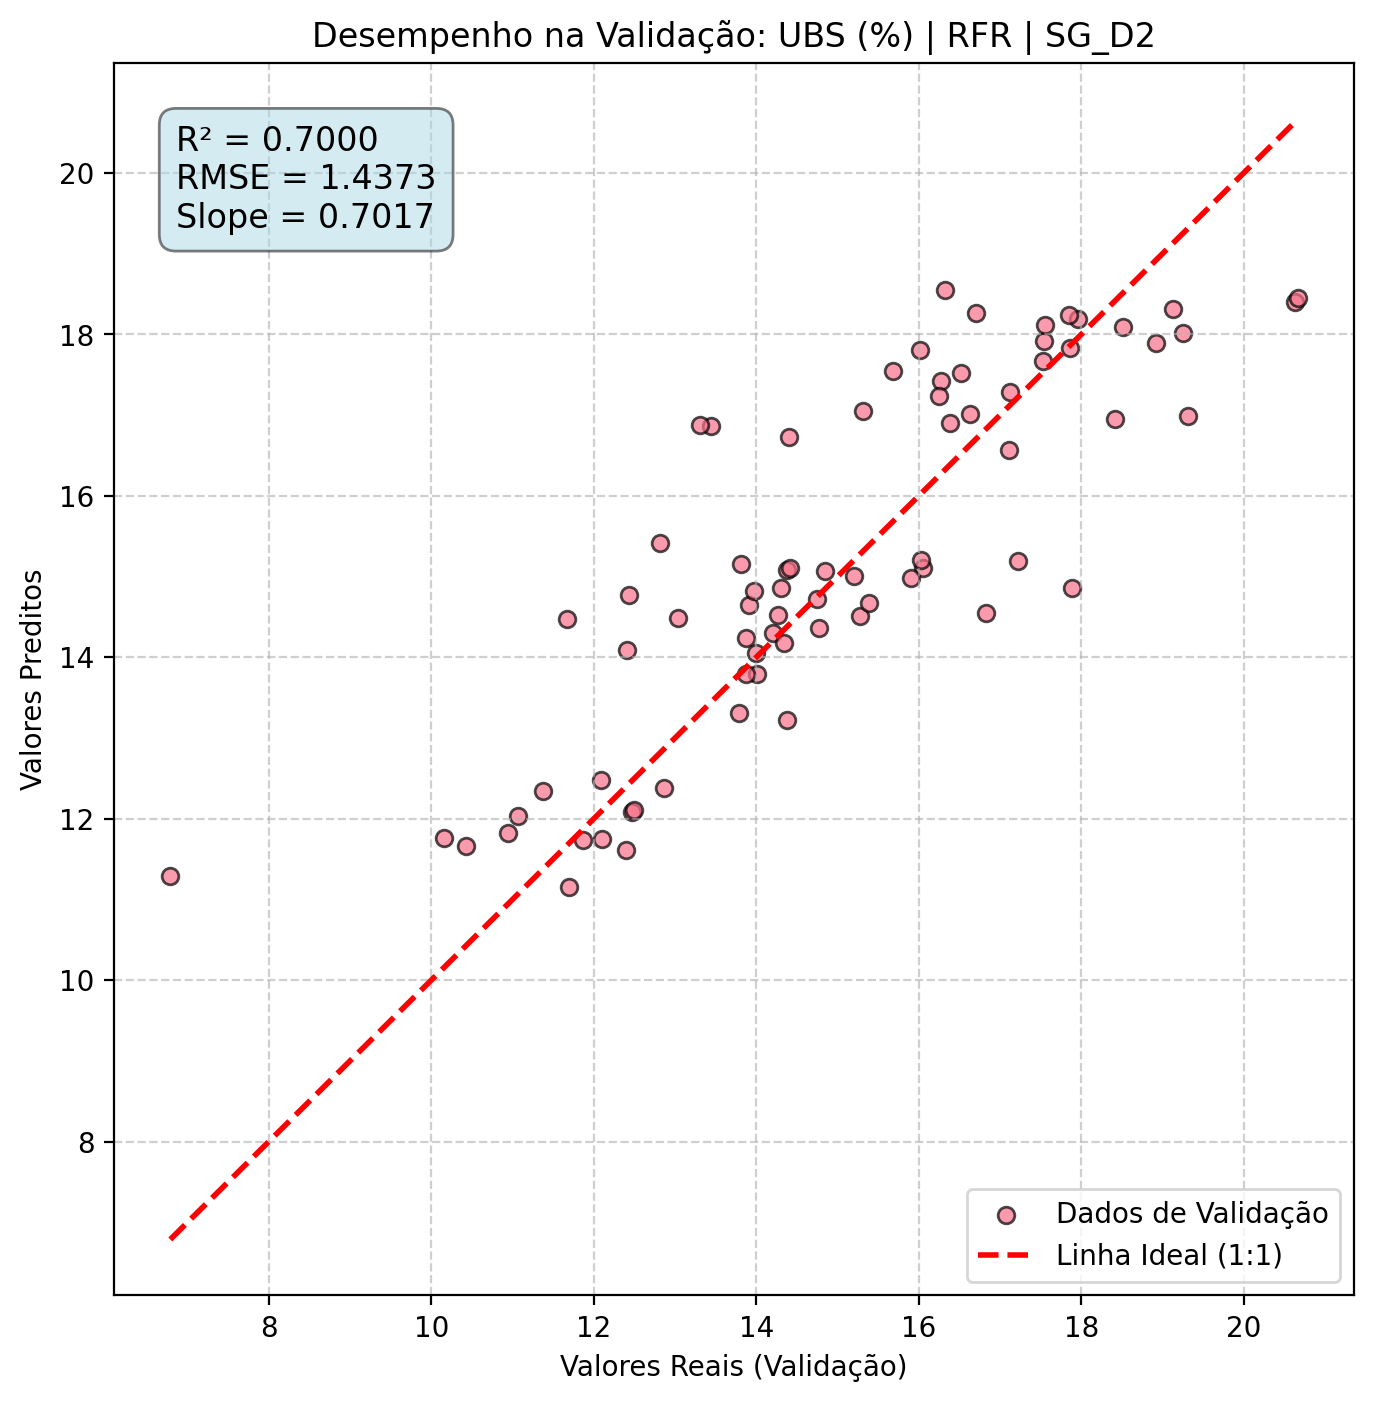 Desempenho na Validação: UBS (%) | RFR | SG_D2
R² = 0.7000
RMSE = 1.4373
Slope = 0.7017
20
18
16
14
12
10
8
Valores Preditos
Dados de Validação
Linha Ideal (1:1)
8 10 12 14 16 18 20
Valores Reais (Validação)